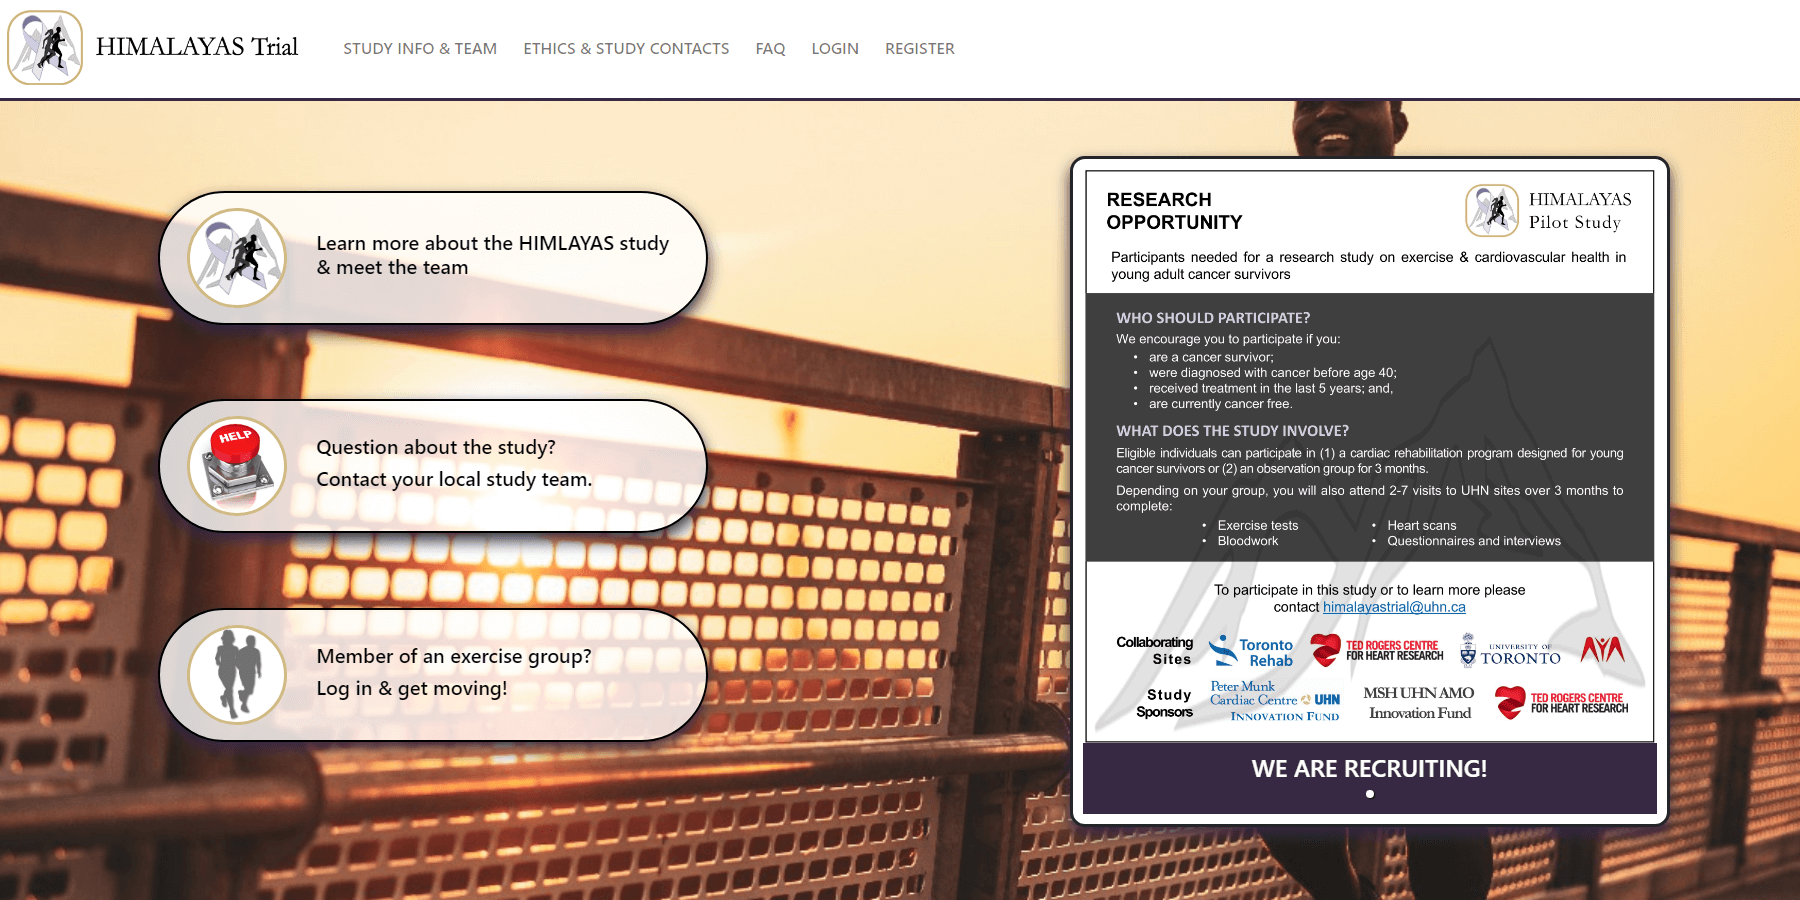 HIMALAYAS Trial
STUDY INFO & TEAM
ETHICS & STUDY CONTACTS
FAQ
LOGIN
REGISTER
Learn more about the HIMLAYAS study
& meet the team
HELP
Question about the study?
Contact your local study team.
Member of an exercise group?
Log in & get moving!
RESEARCH
OPPORTUNITY
HIMALAYAS
Pilot Study
Participants needed for a research study on exercise & cardiovascular health in
young adult cancer survivors
WHO SHOULD PARTICIPATE?
We encourage you to participate if you:
• are a cancer survivor;
• were diagnosed with cancer before age 40;
• received treatment in the last 5 years; and,
• are currently cancer free.
WHAT DOES THE STUDY INVOLVE?
Eligible individuals can participate in (1) a cardiac rehabilitation program designed for young
cancer survivors or (2) an observation group for 3 months.
Depending on your group, you will also attend 2-7 visits to UHN sites over 3 months to
complete:
• Exercise tests
• Bloodwork
• Heart scans
• Questionnaires and interviews
To participate in this study or to learn more please
contact himalayastrial@uhn.ca
Collaborating
Sites
Toronto
Rehab
TED ROGERS CENTRE
FOR HEART RESEARCH
UNIVERSITY OF
TORONTO
AYA
Study
Sponsors
Peter Munk
Cardiac Centre UHN
INNOVATION FUND
MSH UHN AMO
Innovation Fund
TED ROGERS CENTRE
FOR HEART RESEARCH
WE ARE RECRUITING!